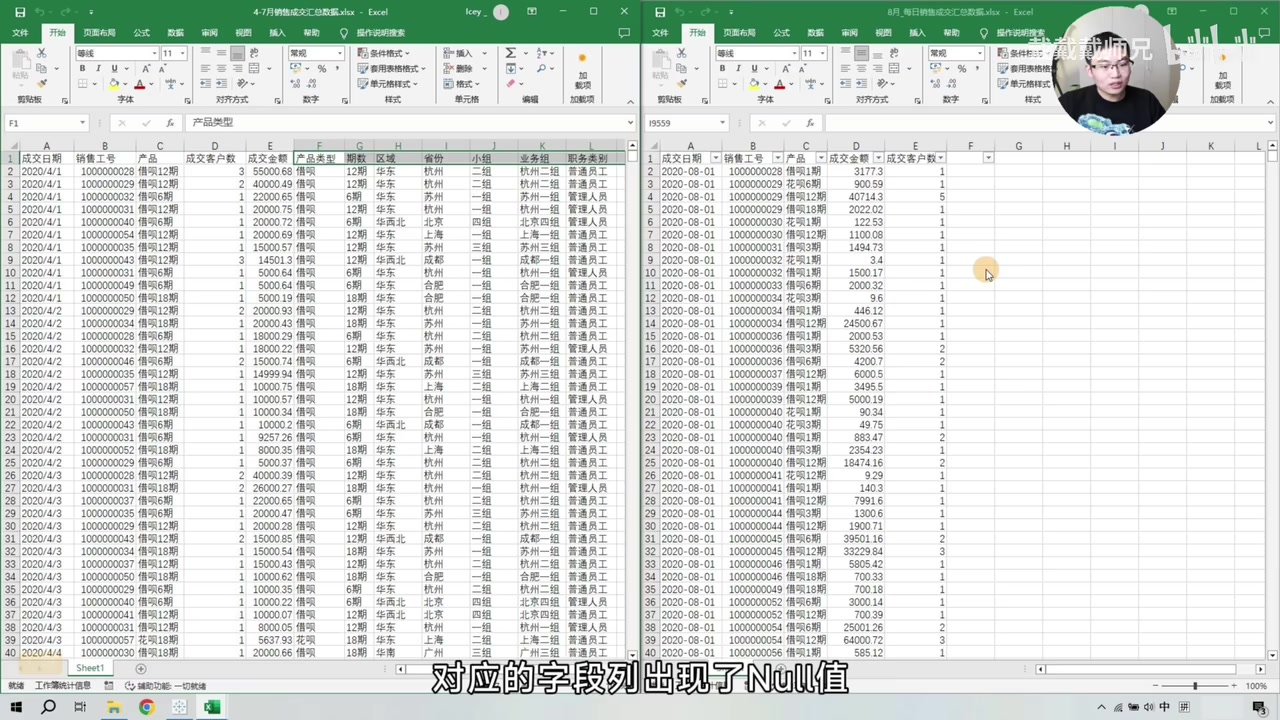 4-7月销售成交汇总数据.xlsx - Excel
Icey _
文件 开始 页面布局 公式 数据 审阅 视图 插入 帮助 操作说明搜索
等线 11 常规 条件格式 插入
粘贴 B I U 套用表格格式 删除 加载项
单元格样式 格式
剪贴板 字体 对齐方式 数字 样式 单元格 编辑 加载项
F1 fx 产品类型
A B C D E F G H I J K L
1 成交日期 销售工号 产品 成交客户数 成交金额 产品类型 期数 区域 省份 小组 业务组 职务类别
2 2020/4/1 1000000028 借呗12期 3 55000.68 借呗 12期 华东 杭州 二组 杭州二组 普通员工
3 2020/4/1 1000000029 借呗12期 2 40000.49 借呗 12期 华东 杭州 二组 杭州二组 普通员工
4 2020/4/1 1000000032 借呗6期 1 22000.65 借呗 6期 华东 苏州 一组 苏州一组 管理人员
5 2020/4/1 1000000031 借呗12期 1 20000.75 借呗 12期 华东 杭州 一组 杭州一组 管理人员
6 2020/4/1 1000000040 借呗6期 1 20000.72 借呗 6期 华西北 北京 四组 北京四组 管理人员
7 2020/4/1 1000000054 借呗12期 1 20000.69 借呗 12期 华东 上海 一组 上海一组 普通员工
8 2020/4/1 1000000035 借呗12期 1 15000.57 借呗 12期 华东 苏州 三组 苏州三组 普通员工
9 2020/4/1 1000000043 借呗12期 3 14501.3 借呗 12期 华西北 成都 一组 成都一组 普通员工
10 2020/4/1 1000000031 借呗6期 1 5000.64 借呗 6期 华东 杭州 一组 杭州一组 管理人员
11 2020/4/1 1000000049 借呗6期 1 5000.64 借呗 6期 华东 合肥 一组 合肥一组 普通员工
12 2020/4/1 1000000050 借呗18期 1 5000.19 借呗 18期 华东 合肥 一组 合肥一组 普通员工
13 2020/4/2 1000000029 借呗12期 2 20000.93 借呗 12期 华东 杭州 二组 杭州二组 普通员工
14 2020/4/2 1000000034 借呗18期 1 20000.43 借呗 18期 华东 苏州 一组 苏州一组 普通员工
15 2020/4/2 1000000028 借呗6期 1 18000.29 借呗 6期 华东 杭州 二组 杭州二组 普通员工
16 2020/4/2 1000000032 借呗12期 1 18000.22 借呗 12期 华东 苏州 一组 苏州一组 管理人员
17 2020/4/2 1000000046 借呗6期 2 15000.74 借呗 6期 华西北 成都 二组 成都二组 普通员工
18 2020/4/2 1000000035 借呗12期 1 14999.94 借呗 12期 华东 苏州 三组 苏州三组 普通员工
19 2020/4/2 1000000057 借呗18期 1 10000.75 借呗 18期 华东 上海 二组 上海二组 普通员工
20 2020/4/2 1000000031 借呗12期 1 10000.57 借呗 12期 华东 杭州 一组 杭州一组 管理人员
21 2020/4/2 1000000050 借呗18期 1 10000.34 借呗 18期 华东 合肥 一组 合肥一组 普通员工
22 2020/4/2 1000000043 借呗6期 1 10000.2 借呗 6期 华西北 成都 一组 成都一组 普通员工
23 2020/4/2 1000000031 借呗6期 1 9257.26 借呗 6期 华东 杭州 一组 杭州一组 管理人员
24 2020/4/2 1000000052 借呗18期 1 8000.35 借呗 18期 华东 上海 二组 上海二组 普通员工
25 2020/4/2 1000000029 借呗6期 1 5000.37 借呗 6期 华东 杭州 二组 杭州二组 普通员工
26 2020/4/3 1000000028 借呗12期 2 40000.39 借呗 12期 华东 杭州 二组 杭州二组 普通员工
27 2020/4/3 1000000031 借呗18期 2 26000.27 借呗 18期 华东 杭州 一组 杭州一组 管理人员
28 2020/4/3 1000000037 借呗6期 1 22000.65 借呗 6期 华东 杭州 二组 杭州二组 普通员工
29 2020/4/3 1000000035 借呗6期 1 20000.47 借呗 6期 华东 苏州 三组 苏州三组 普通员工
30 2020/4/3 1000000029 借呗12期 1 20000.28 借呗 12期 华东 杭州 二组 杭州二组 普通员工
31 2020/4/3 1000000043 借呗12期 2 15000.85 借呗 12期 华西北 成都 一组 成都一组 普通员工
32 2020/4/3 1000000034 借呗18期 1 15000.54 借呗 18期 华东 苏州 一组 苏州一组 普通员工
33 2020/4/3 1000000037 借呗12期 1 15000.43 借呗 12期 华东 杭州 二组 杭州二组 普通员工
34 2020/4/3 1000000050 借呗18期 1 10000.62 借呗 18期 华东 合肥 一组 合肥一组 普通员工
35 2020/4/3 1000000029 借呗6期 1 10000.35 借呗 6期 华东 杭州 二组 杭州二组 普通员工
36 2020/4/3 1000000040 借呗6期 1 10000.22 借呗 6期 华西北 北京 四组 北京四组 管理人员
37 2020/4/3 1000000041 借呗12期 1 10000.07 借呗 12期 华西北 北京 四组 北京四组 普通员工
38 2020/4/3 1000000031 借呗12期 1 8000.05 借呗 12期 华东 杭州 一组 杭州一组 管理人员
39 2020/4/3 1000000057 花呗18期 1 5637.93 花呗 18期 华东 上海 二组 上海二组 普通员工
40 2020/4/4 1000000038 借呗18期 1 20000.66 借呗 18期 华南 广州 三组 广州三组 普通员工
Sheet1
就绪 工作簿统计信息 辅助功能: 一切就绪
8月_每日销售成交汇总数据.xlsx - Excel
文件 开始 页面布局 公式 数据 审阅 视图 插入 帮助 操作说明搜索
戴戴戴师兄
等线 11 常规 条件格式
粘贴 B I U 套用表格格式 加载项
单元格样式
剪贴板 字体 对齐方式 数字 加载项
I9559 fx
A B C D E F G H I J K L
1 成交日期 销售工号 产品 成交金额 成交客户数
2 2020-08-01 1000000028 借呗1期 3177.3 1
3 2020-08-01 1000000029 花呗6期 900.59 1
4 2020-08-01 1000000029 借呗12期 40714.3 5
5 2020-08-01 1000000029 借呗18期 2022.02 1
6 2020-08-01 1000000030 花呗1期 122.53 1
7 2020-08-01 1000000030 借呗12期 1100.08 1
8 2020-08-01 1000000031 借呗3期 1494.73 1
9 2020-08-01 1000000032 花呗1期 3.4 1
10 2020-08-01 1000000032 借呗1期 1500.17 1
11 2020-08-01 1000000033 借呗6期 2000.32 1
12 2020-08-01 1000000034 花呗3期 9.6 1
13 2020-08-01 1000000034 借呗1期 446.12 1
14 2020-08-01 1000000034 借呗12期 24500.67 1
15 2020-08-01 1000000036 借呗1期 2000.53 1
16 2020-08-01 1000000036 借呗3期 5320.56 2
17 2020-08-01 1000000036 借呗6期 4200.7 2
18 2020-08-01 1000000037 借呗12期 6000.5 1
19 2020-08-01 1000000039 借呗1期 3495.5 1
20 2020-08-01 1000000039 借呗12期 5000.19 1
21 2020-08-01 1000000040 花呗1期 90.34 1
22 2020-08-01 1000000040 花呗3期 49.75 1
23 2020-08-01 1000000040 借呗1期 883.47 2
24 2020-08-01 1000000040 借呗3期 2354.23 1
25 2020-08-01 1000000040 借呗12期 18474.16 2
26 2020-08-01 1000000041 花呗12期 9.29 1
27 2020-08-01 1000000041 借呗1期 140.3 1
28 2020-08-01 1000000041 借呗12期 7991.6 1
29 2020-08-01 1000000044 借呗3期 1300.6 1
30 2020-08-01 1000000044 借呗12期 1900.71 1
31 2020-08-01 1000000045 借呗6期 39501.16 2
32 2020-08-01 1000000045 借呗12期 33229.84 3
33 2020-08-01 1000000046 借呗1期 5805.42 1
34 2020-08-01 1000000046 借呗18期 700.33 1
35 2020-08-01 1000000049 借呗18期 700.18 1
36 2020-08-01 1000000052 借呗6期 3000.14 1
37 2020-08-01 1000000052 借呗12期 700.39 1
38 2020-08-01 1000000054 借呗6期 25001.26 2
39 2020-08-01 1000000054 借呗12期 64000.72 3
40 2020-08-01 1000000056 借呗1期 585.12 1
100%
对应的字段列出现了Null值
中 拼
3